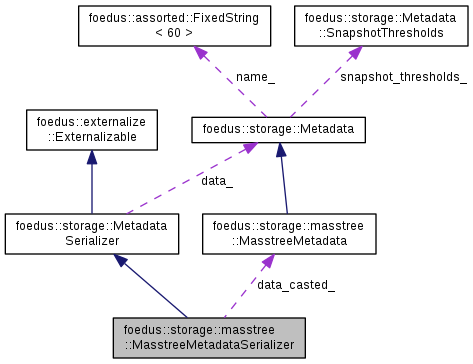 foedus::assorted::FixedString
< 60 >
foedus::storage::Metadata
::SnapshotThresholds
name_
snapshot_thresholds_
foedus::externalize
::Externalizable
foedus::storage::Metadata
data_
foedus::storage::Metadata
Serializer
foedus::storage::masstree
::MasstreeMetadata
data_casted_
foedus::storage::masstree
::MasstreeMetadataSerializer